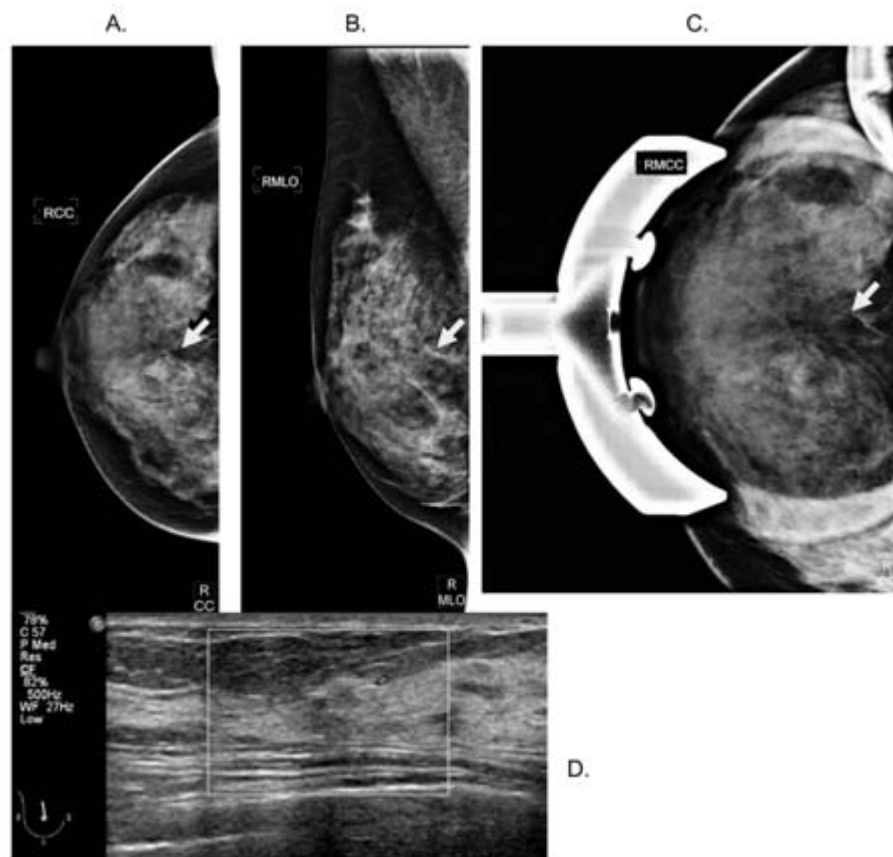 A.
B.
C.
RCC
RMLO
RMCC
R
CC
R
MLO
78%
C 57
P Med
Res
CF
82%
500Hz
WF 27Hz
Low
D.